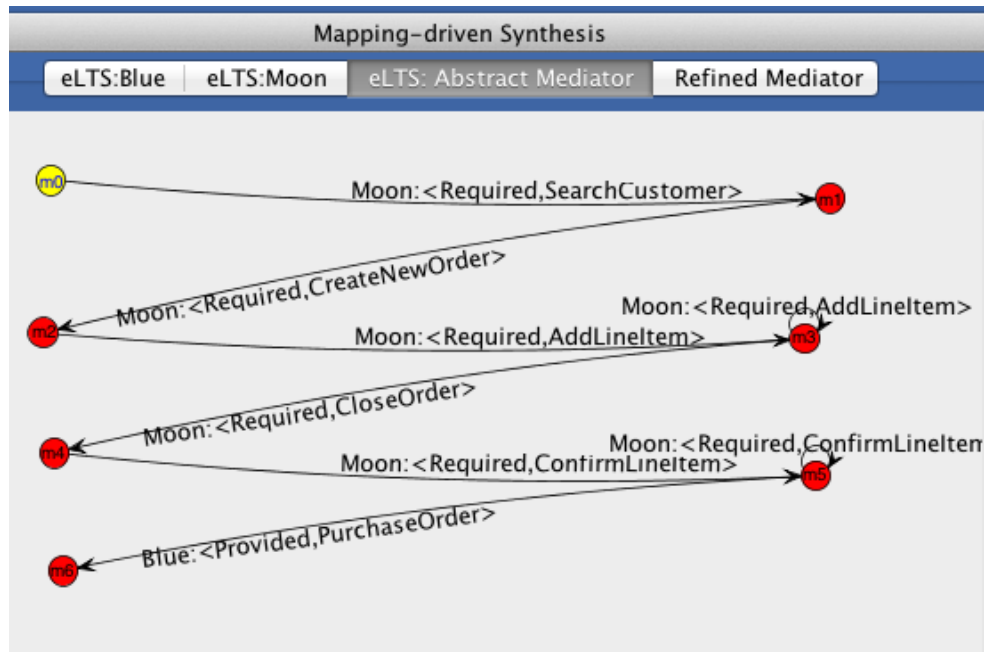 Mapping-driven Synthesis
eLTS:Blue eLTS:Moon eLTS: Abstract Mediator Refined Mediator
m0
Moon:<Required,SearchCustomer>
m1
Moon:<Required,CreateNewOrder>
m2
Moon:<Required,AddLineItem>
Moon:<Required,AddLineItem>
m3
Moon:<Required,CloseOrder>
m4
Moon:<Required,ConfirmLineItem>
Moon:<Required,ConfirmLineItem
m5
Blue:<Provided,PurchaseOrder>
m6